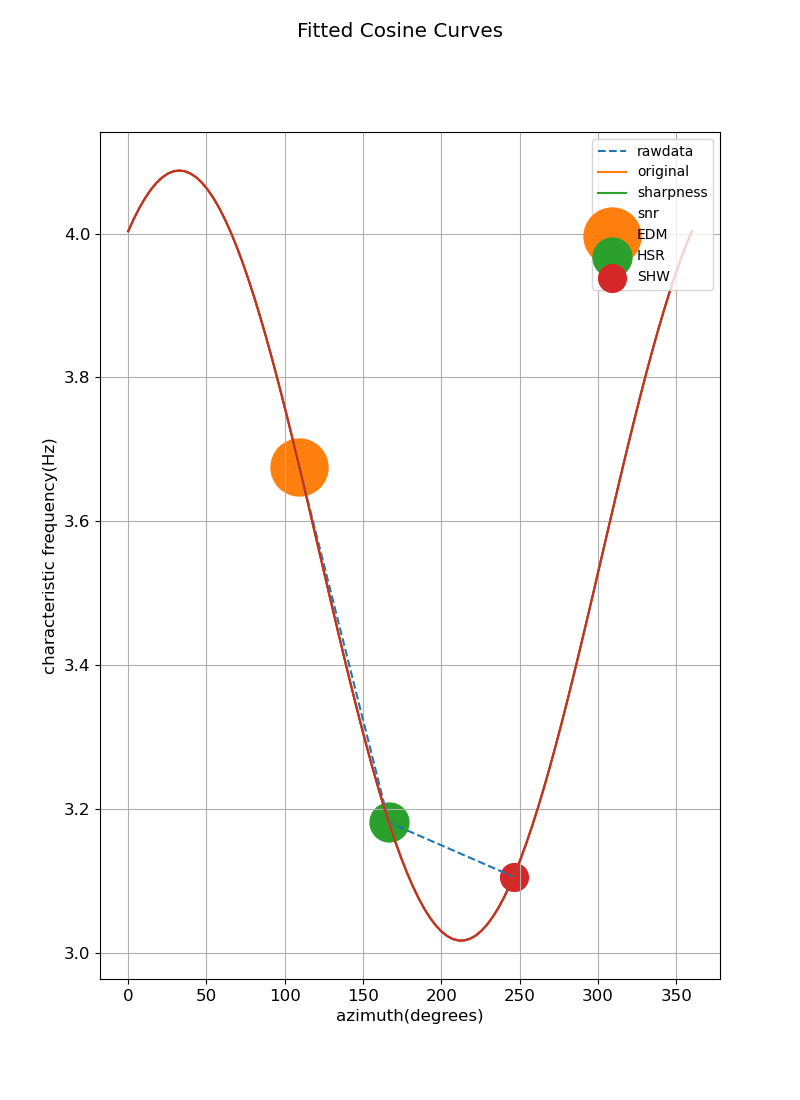 Fitted Cosine Curves
rawdata
original
sharpness
snr
EDM
HSR
SHW
4.0
3.8
3.6
3.4
3.2
3.0
characteristic frequency(Hz)
0 50 100 150 200 250 300 350
azimuth(degrees)